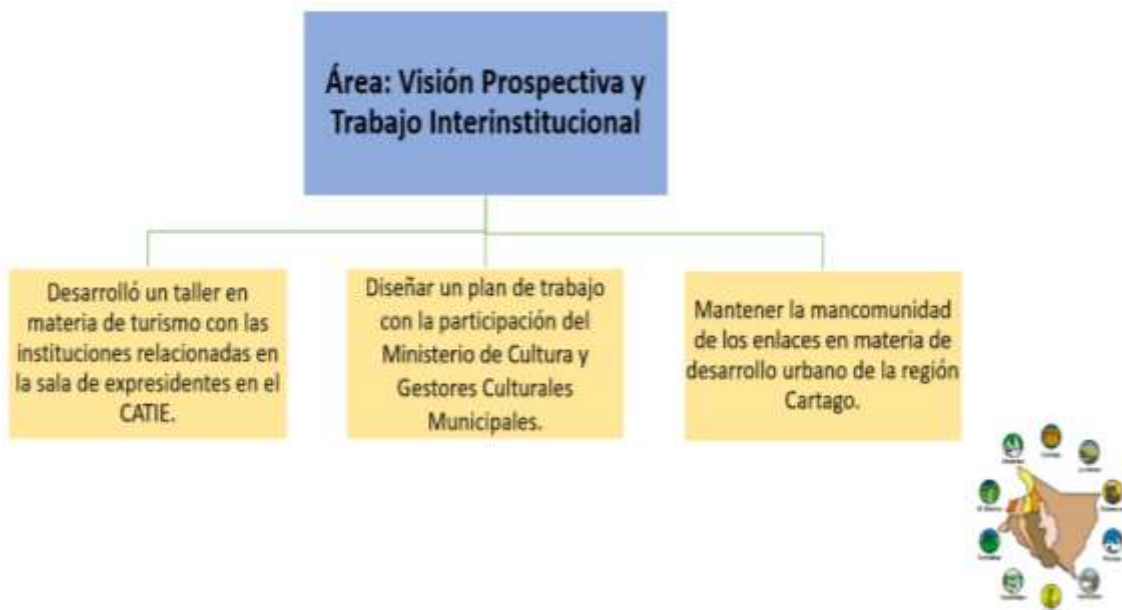 Área: Visión Prospectiva y
Trabajo Interinstitucional
Desarrolló un taller en
materia de turismo con las
instituciones relacionadas en
la sala de expresidentes en el
CATIE.
Diseñar un plan de trabajo
con la participación del
Ministerio de Cultura y
Gestores Culturales
Municipales.
Mantener la mancomunidad
de los enlaces en materia de
desarrollo urbano de la región
Cartago.